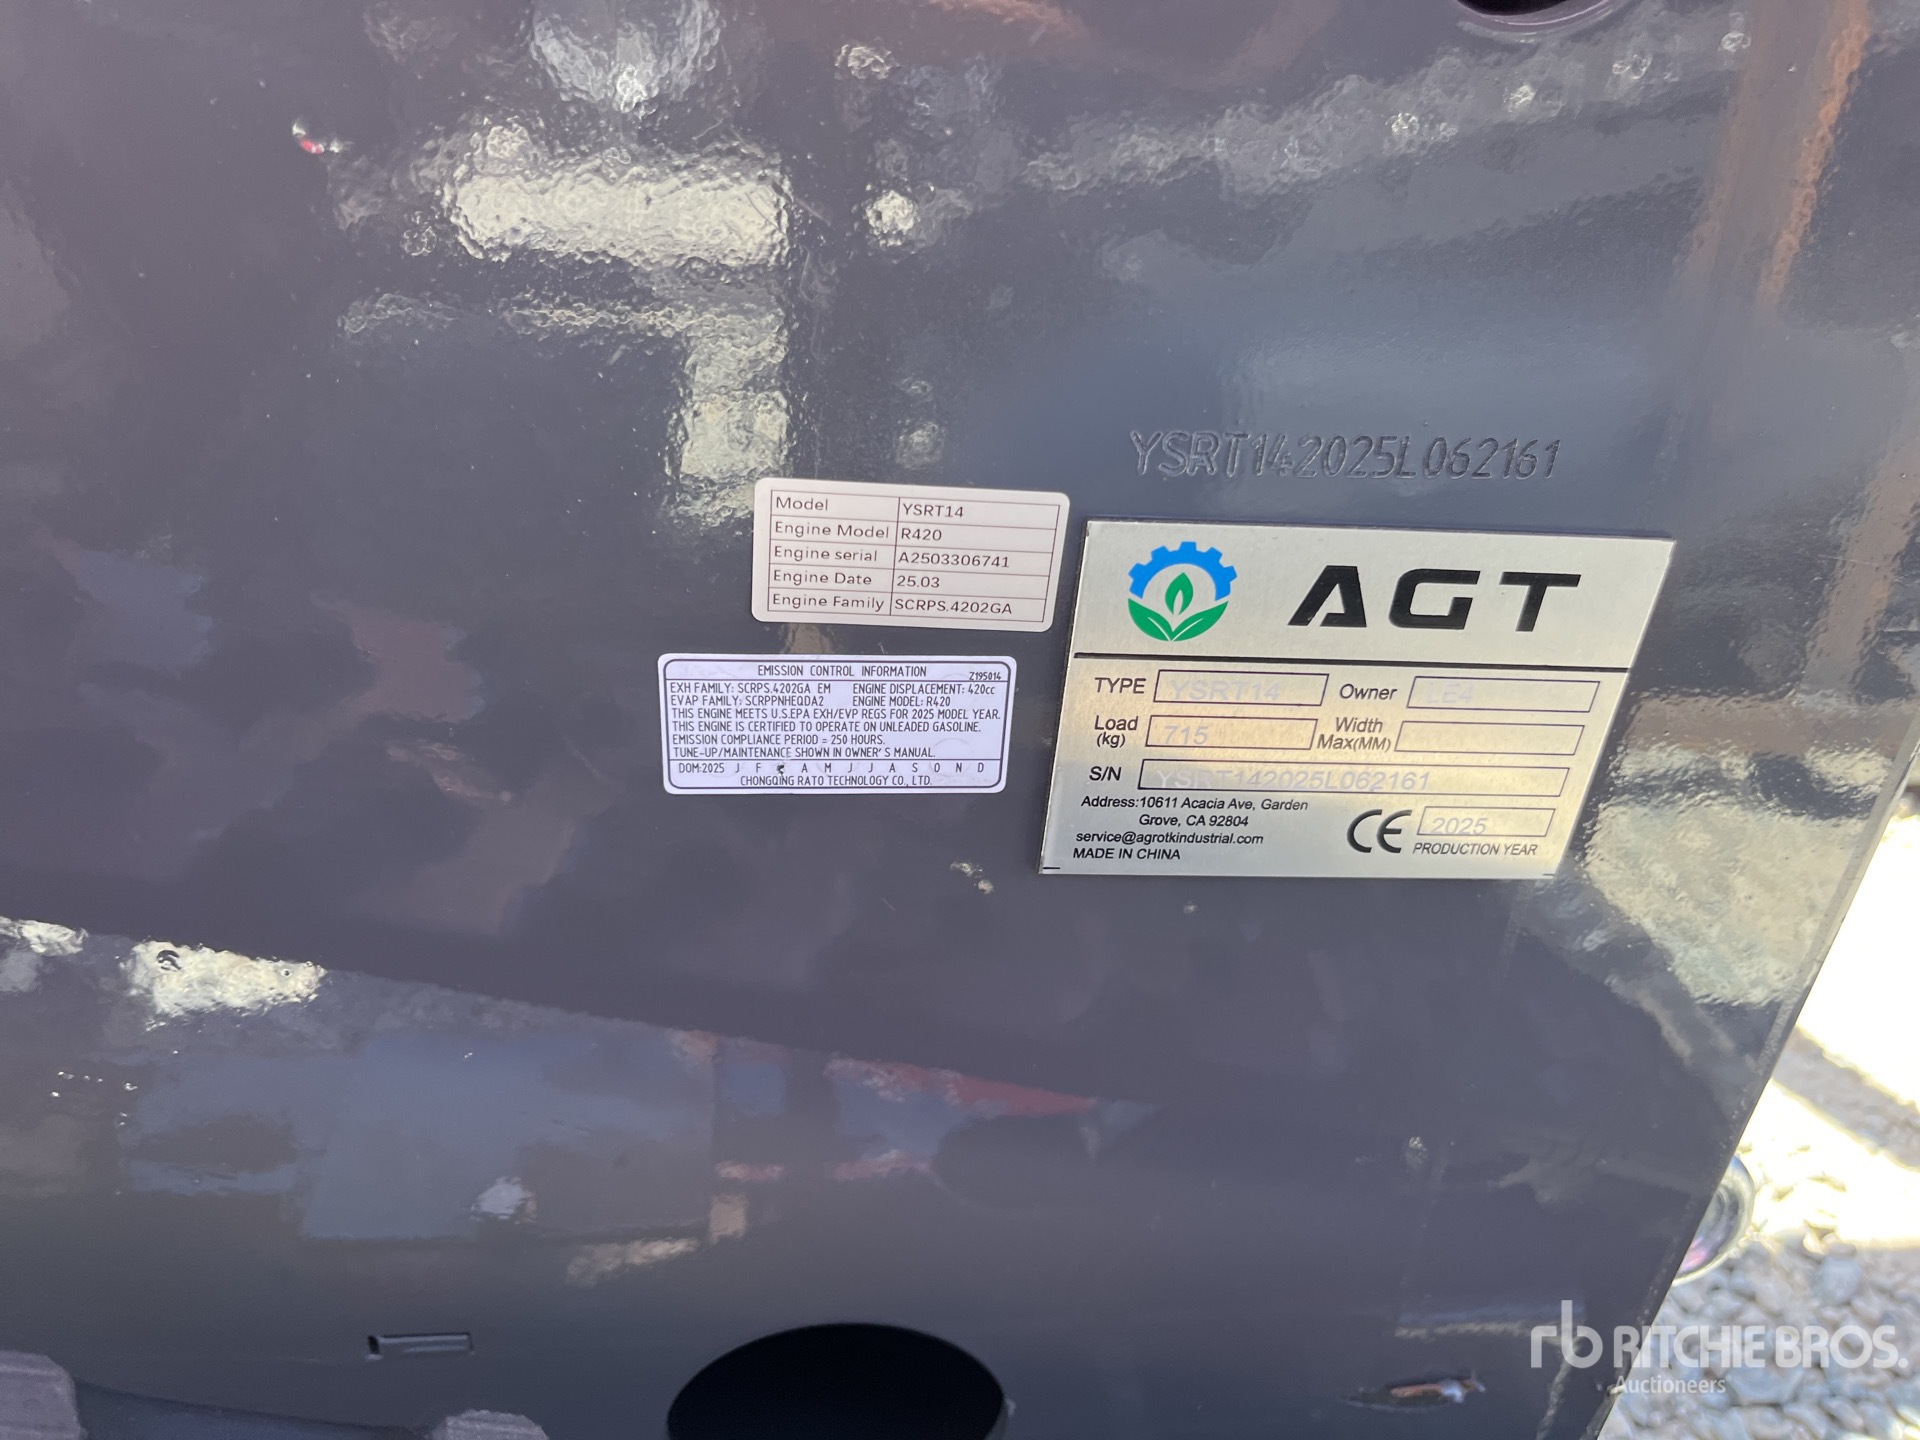 YSRT142025L062161
Model YSRT14
Engine Model R420
Engine serial A2503306741
Engine Date 25.03
Engine Family SCRPS.4202GA
EMISSION CONTROL INFORMATION Z195014
EXH FAMILY: SCRPS.4202GA EM ENGINE DISPLACEMENT: 420cc
EVAP FAMILY: SCRPPNHEQDA2 ENGINE MODEL: R420
THIS ENGINE MEETS U.S.EPA EXH/EVP REGS FOR 2025 MODEL YEAR.
THIS ENGINE IS CERTIFIED TO OPERATE ON UNLEADED GASOLINE.
EMISSION COMPLIANCE PERIOD = 250 HOURS.
TUNE-UP/MAINTENANCE SHOWN IN OWNER'S MANUAL.
DOM:2025 J F A M J J A S O N D
CHONGQING RATO TECHNOLOGY CO., LTD.
AGT
TYPE YSRT14 Owner LE4
Load (kg) 715 Width Max(MM)
S/N YSRT142025L062161
Address:10611 Acacia Ave, Garden
Grove, CA 92804
service@agrotkindustrial.com
MADE IN CHINA
CE 2025
PRODUCTION YEAR
rb RITCHIE BROS.
Auctioneers